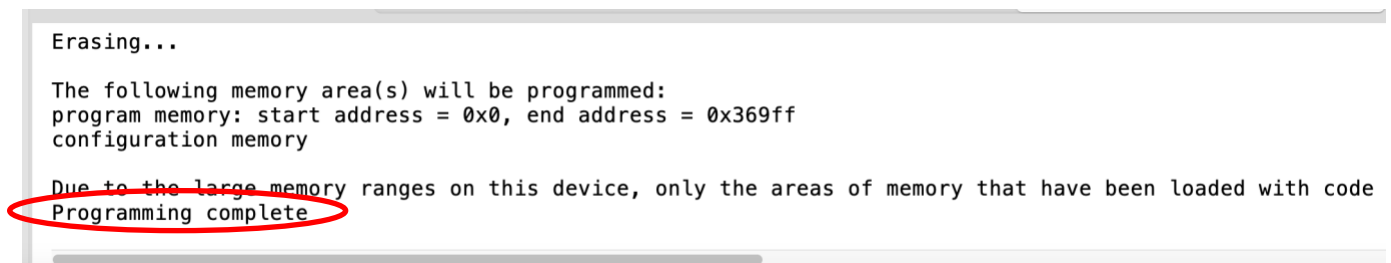 Erasing...
The following memory area(s) will be programmed:
program memory: start address = 0x0, end address = 0x369ff
configuration memory
Due to the large memory ranges on this device, only the areas of memory that have been loaded with code
Programming complete